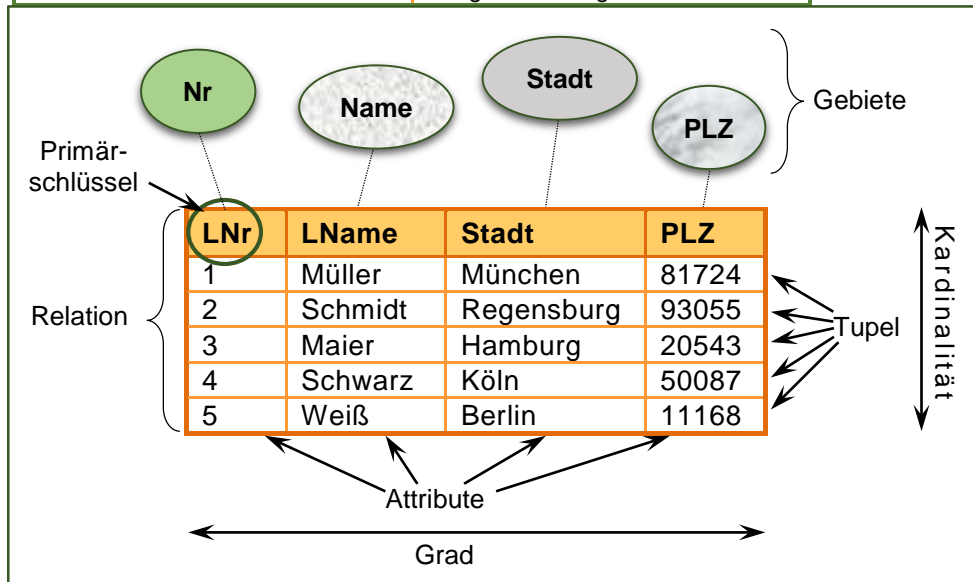 Nr
Name
Stadt
PLZ
Gebiete
Primär-
schlüssel
LNr LName Stadt PLZ
1 Müller München 81724
2 Schmidt Regensburg 93055
3 Maier Hamburg 20543
4 Schwarz Köln 50087
5 Weiß Berlin 11168
Relation
Tupel
Kardinalität
Attribute
Grad